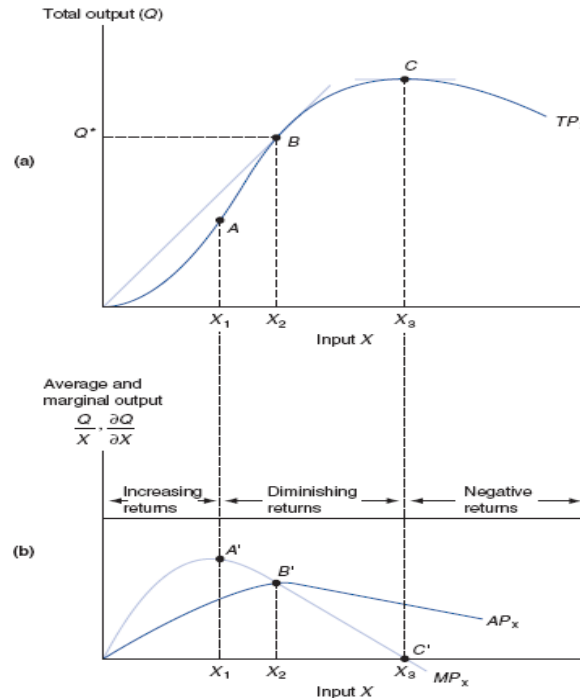 Total output (Q)
C
Q*
B
TP
(a)
A
X₁ X₂ X₃
Input X
Average and
marginal output
Q/X, ∂Q/∂X
Increasing returns
Diminishing returns
Negative returns
(b)
A'
B'
APₓ
C'
MPₓ
X₁ X₂ X₃
Input X